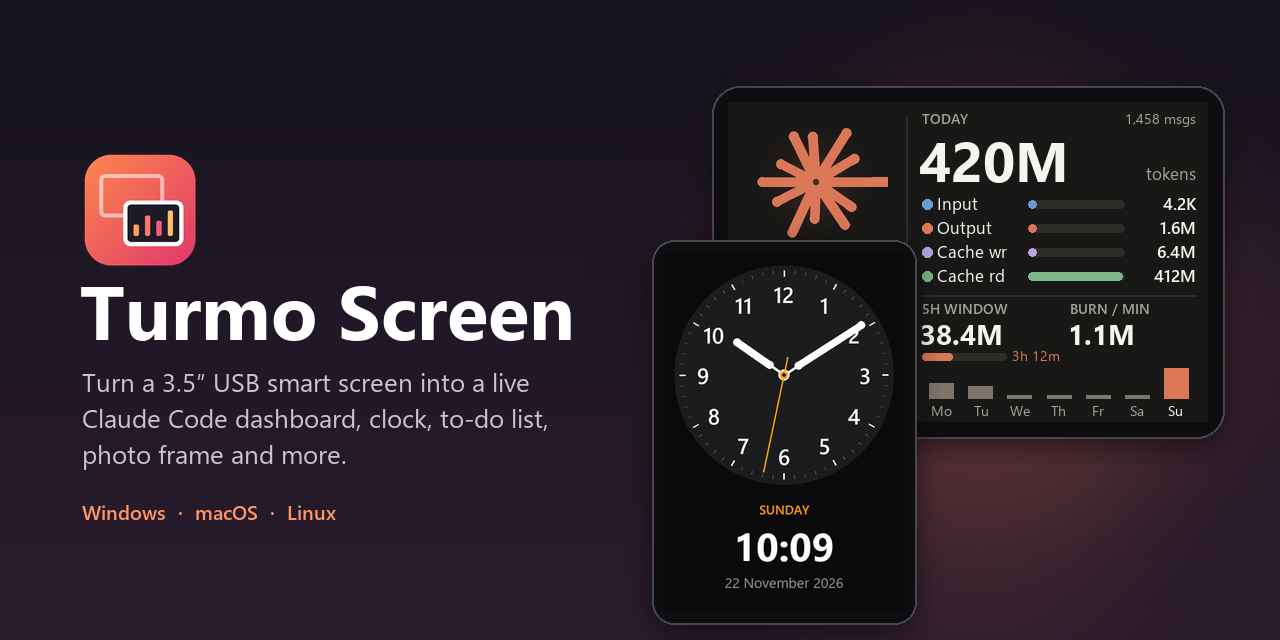 Turmo Screen
Turn a 3.5″ USB smart screen into a live
Claude Code dashboard, clock, to-do list,
photo frame and more.
Windows · macOS · Linux
TODAY 1,458 msgs
420M tokens
Input 4.2K
Output 1.6M
Cache wr 6.4M
Cache rd 412M
5H WINDOW BURN / MIN
38.4M 1.1M
3h 12m
Mo Tu We Th Fr Sa Su
12
11 1
10 2
9 3
8 4
7 5
6
SUNDAY
10:09
22 November 2026